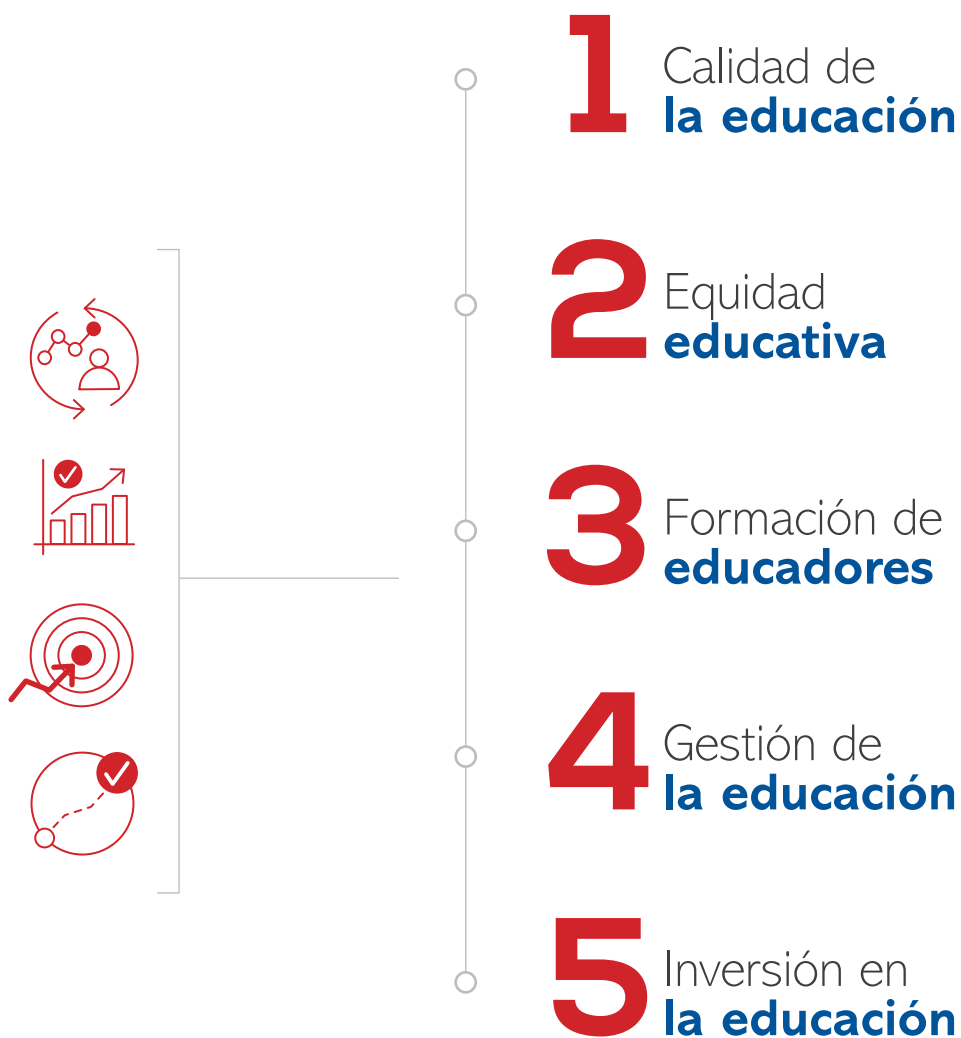 1 Calidad de
la educación
2 Equidad
educativa
3 Formación de
educadores
4 Gestión de
la educación
5 Inversión en
la educación